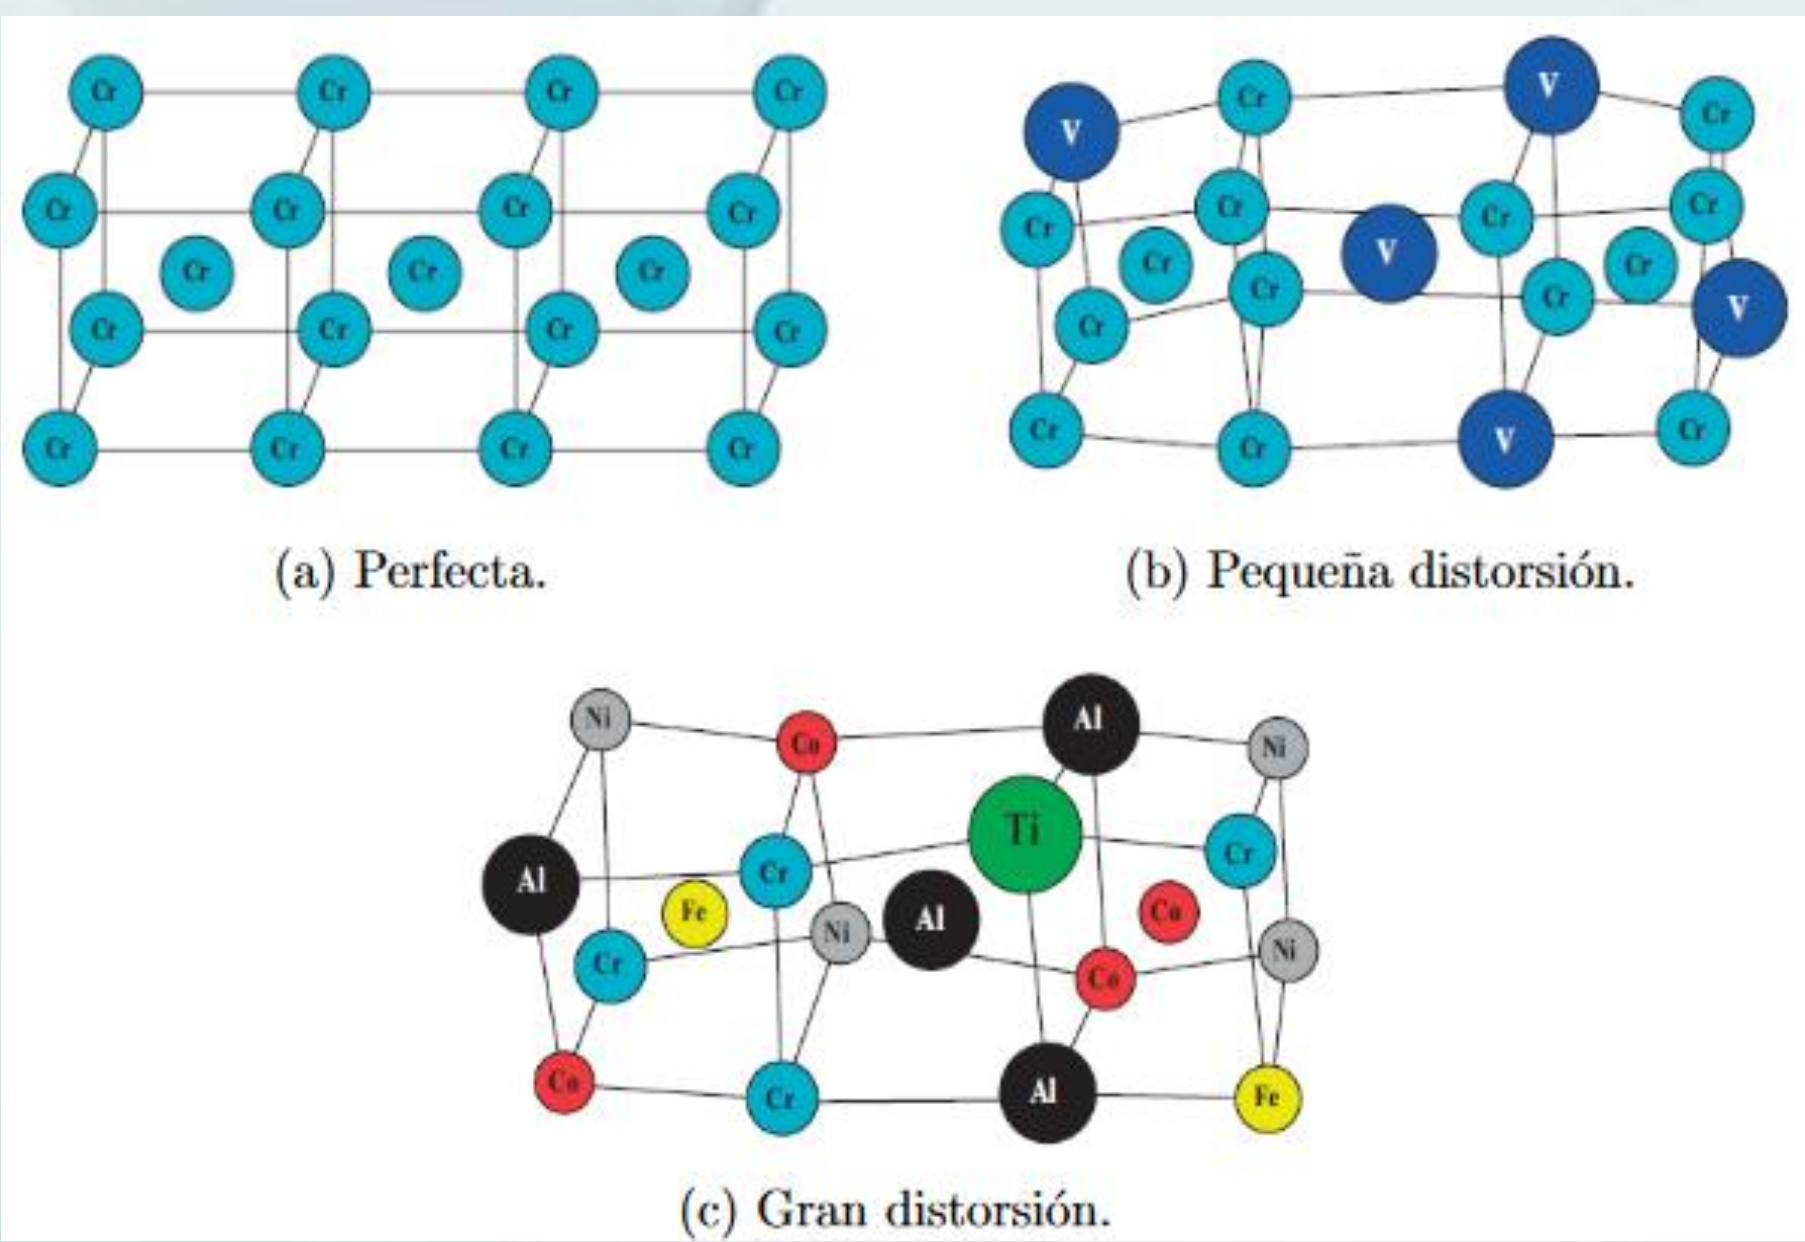 Cr Cr Cr Cr
Cr Cr Cr Cr
Cr Cr Cr
Cr Cr Cr Cr
Cr Cr Cr Cr
(a) Perfecta.
V Cr V Cr
Cr Cr Cr Cr
Cr V Cr
Cr Cr Cr V
Cr Cr V Cr
(b) Pequeña distorsión.
Ni Co Al Ni
Al Cr Ti Cr
Fe Al Co
Cr Ni Co Ni
Co Cr Al Fe
(c) Gran distorsión.